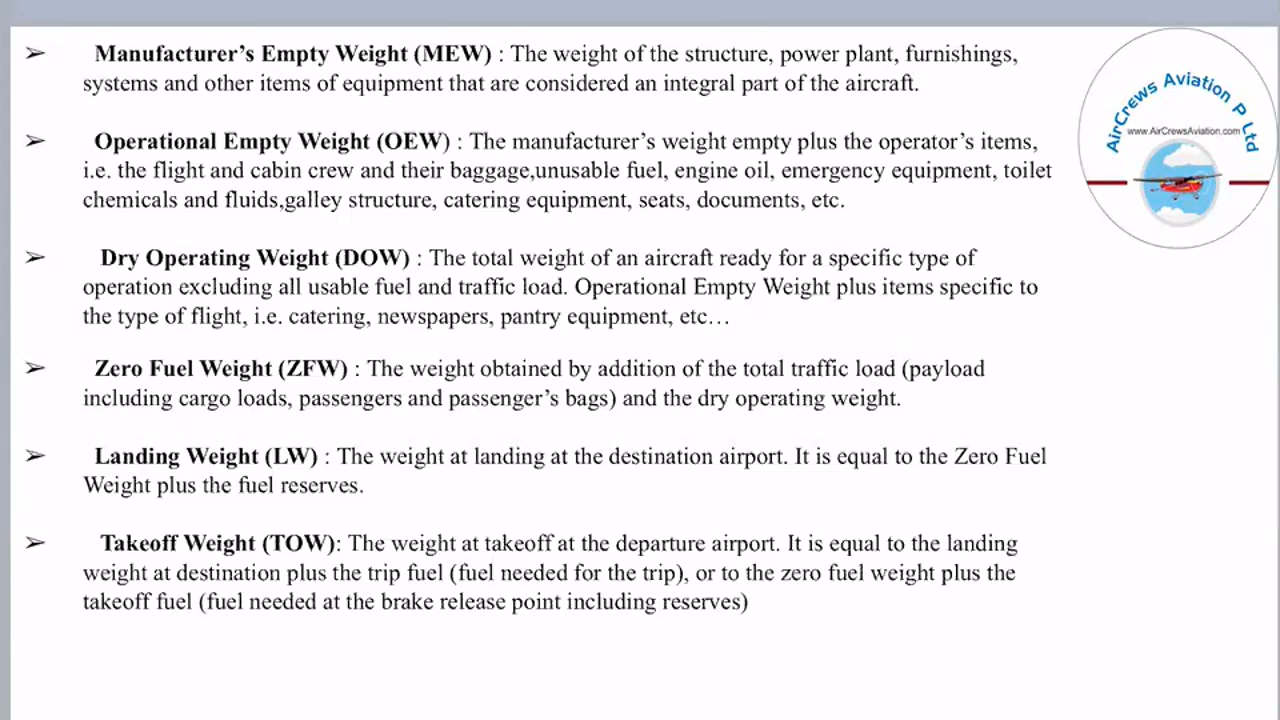 ➢ Manufacturer’s Empty Weight (MEW) : The weight of the structure, power plant, furnishings,
systems and other items of equipment that are considered an integral part of the aircraft.
➢ Operational Empty Weight (OEW) : The manufacturer’s weight empty plus the operator’s items,
i.e. the flight and cabin crew and their baggage,unusable fuel, engine oil, emergency equipment, toilet
chemicals and fluids,galley structure, catering equipment, seats, documents, etc.
➢ Dry Operating Weight (DOW) : The total weight of an aircraft ready for a specific type of
operation excluding all usable fuel and traffic load. Operational Empty Weight plus items specific to
the type of flight, i.e. catering, newspapers, pantry equipment, etc…
➢ Zero Fuel Weight (ZFW) : The weight obtained by addition of the total traffic load (payload
including cargo loads, passengers and passenger’s bags) and the dry operating weight.
➢ Landing Weight (LW) : The weight at landing at the destination airport. It is equal to the Zero Fuel
Weight plus the fuel reserves.
➢ Takeoff Weight (TOW): The weight at takeoff at the departure airport. It is equal to the landing
weight at destination plus the trip fuel (fuel needed for the trip), or to the zero fuel weight plus the
takeoff fuel (fuel needed at the brake release point including reserves)
AirCrews Aviation P Ltd
www.AirCrewsAviation.com